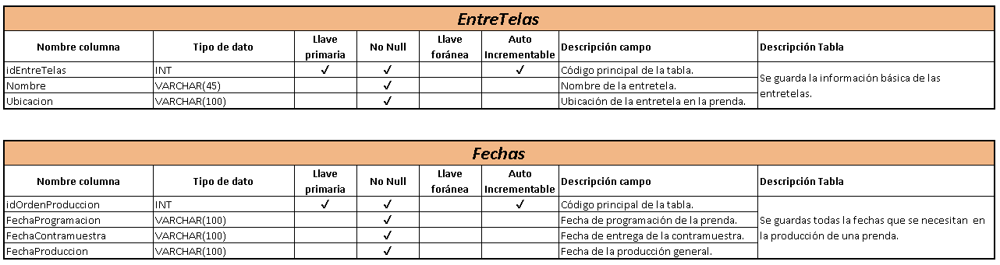 EntreTelas
Nombre columna Tipo de dato Llave primaria No Null Llave foránea Auto Incrementable Descripción campo Descripción Tabla
idEntreTelas INT ✓ ✓ ✓ Código principal de la tabla. Se guarda la información básica de las entretelas.
Nombre VARCHAR(45) ✓ Nombre de la entretela.
Ubicacion VARCHAR(100) ✓ Ubicación de la entretela en la prenda.
Fechas
Nombre columna Tipo de dato Llave primaria No Null Llave foránea Auto Incrementable Descripción campo Descripción Tabla
idOrdenProduccion INT ✓ ✓ ✓ Código principal de la tabla. Se guardas todas la fechas que se necesitan en la producción de una prenda.
FechaProgramacion VARCHAR(100) ✓ Fecha de programación de la prenda.
FechaContramuestra VARCHAR(100) ✓ Fecha de entrega de la contramuestra.
FechaProduccion VARCHAR(100) ✓ Fecha de la producción general.